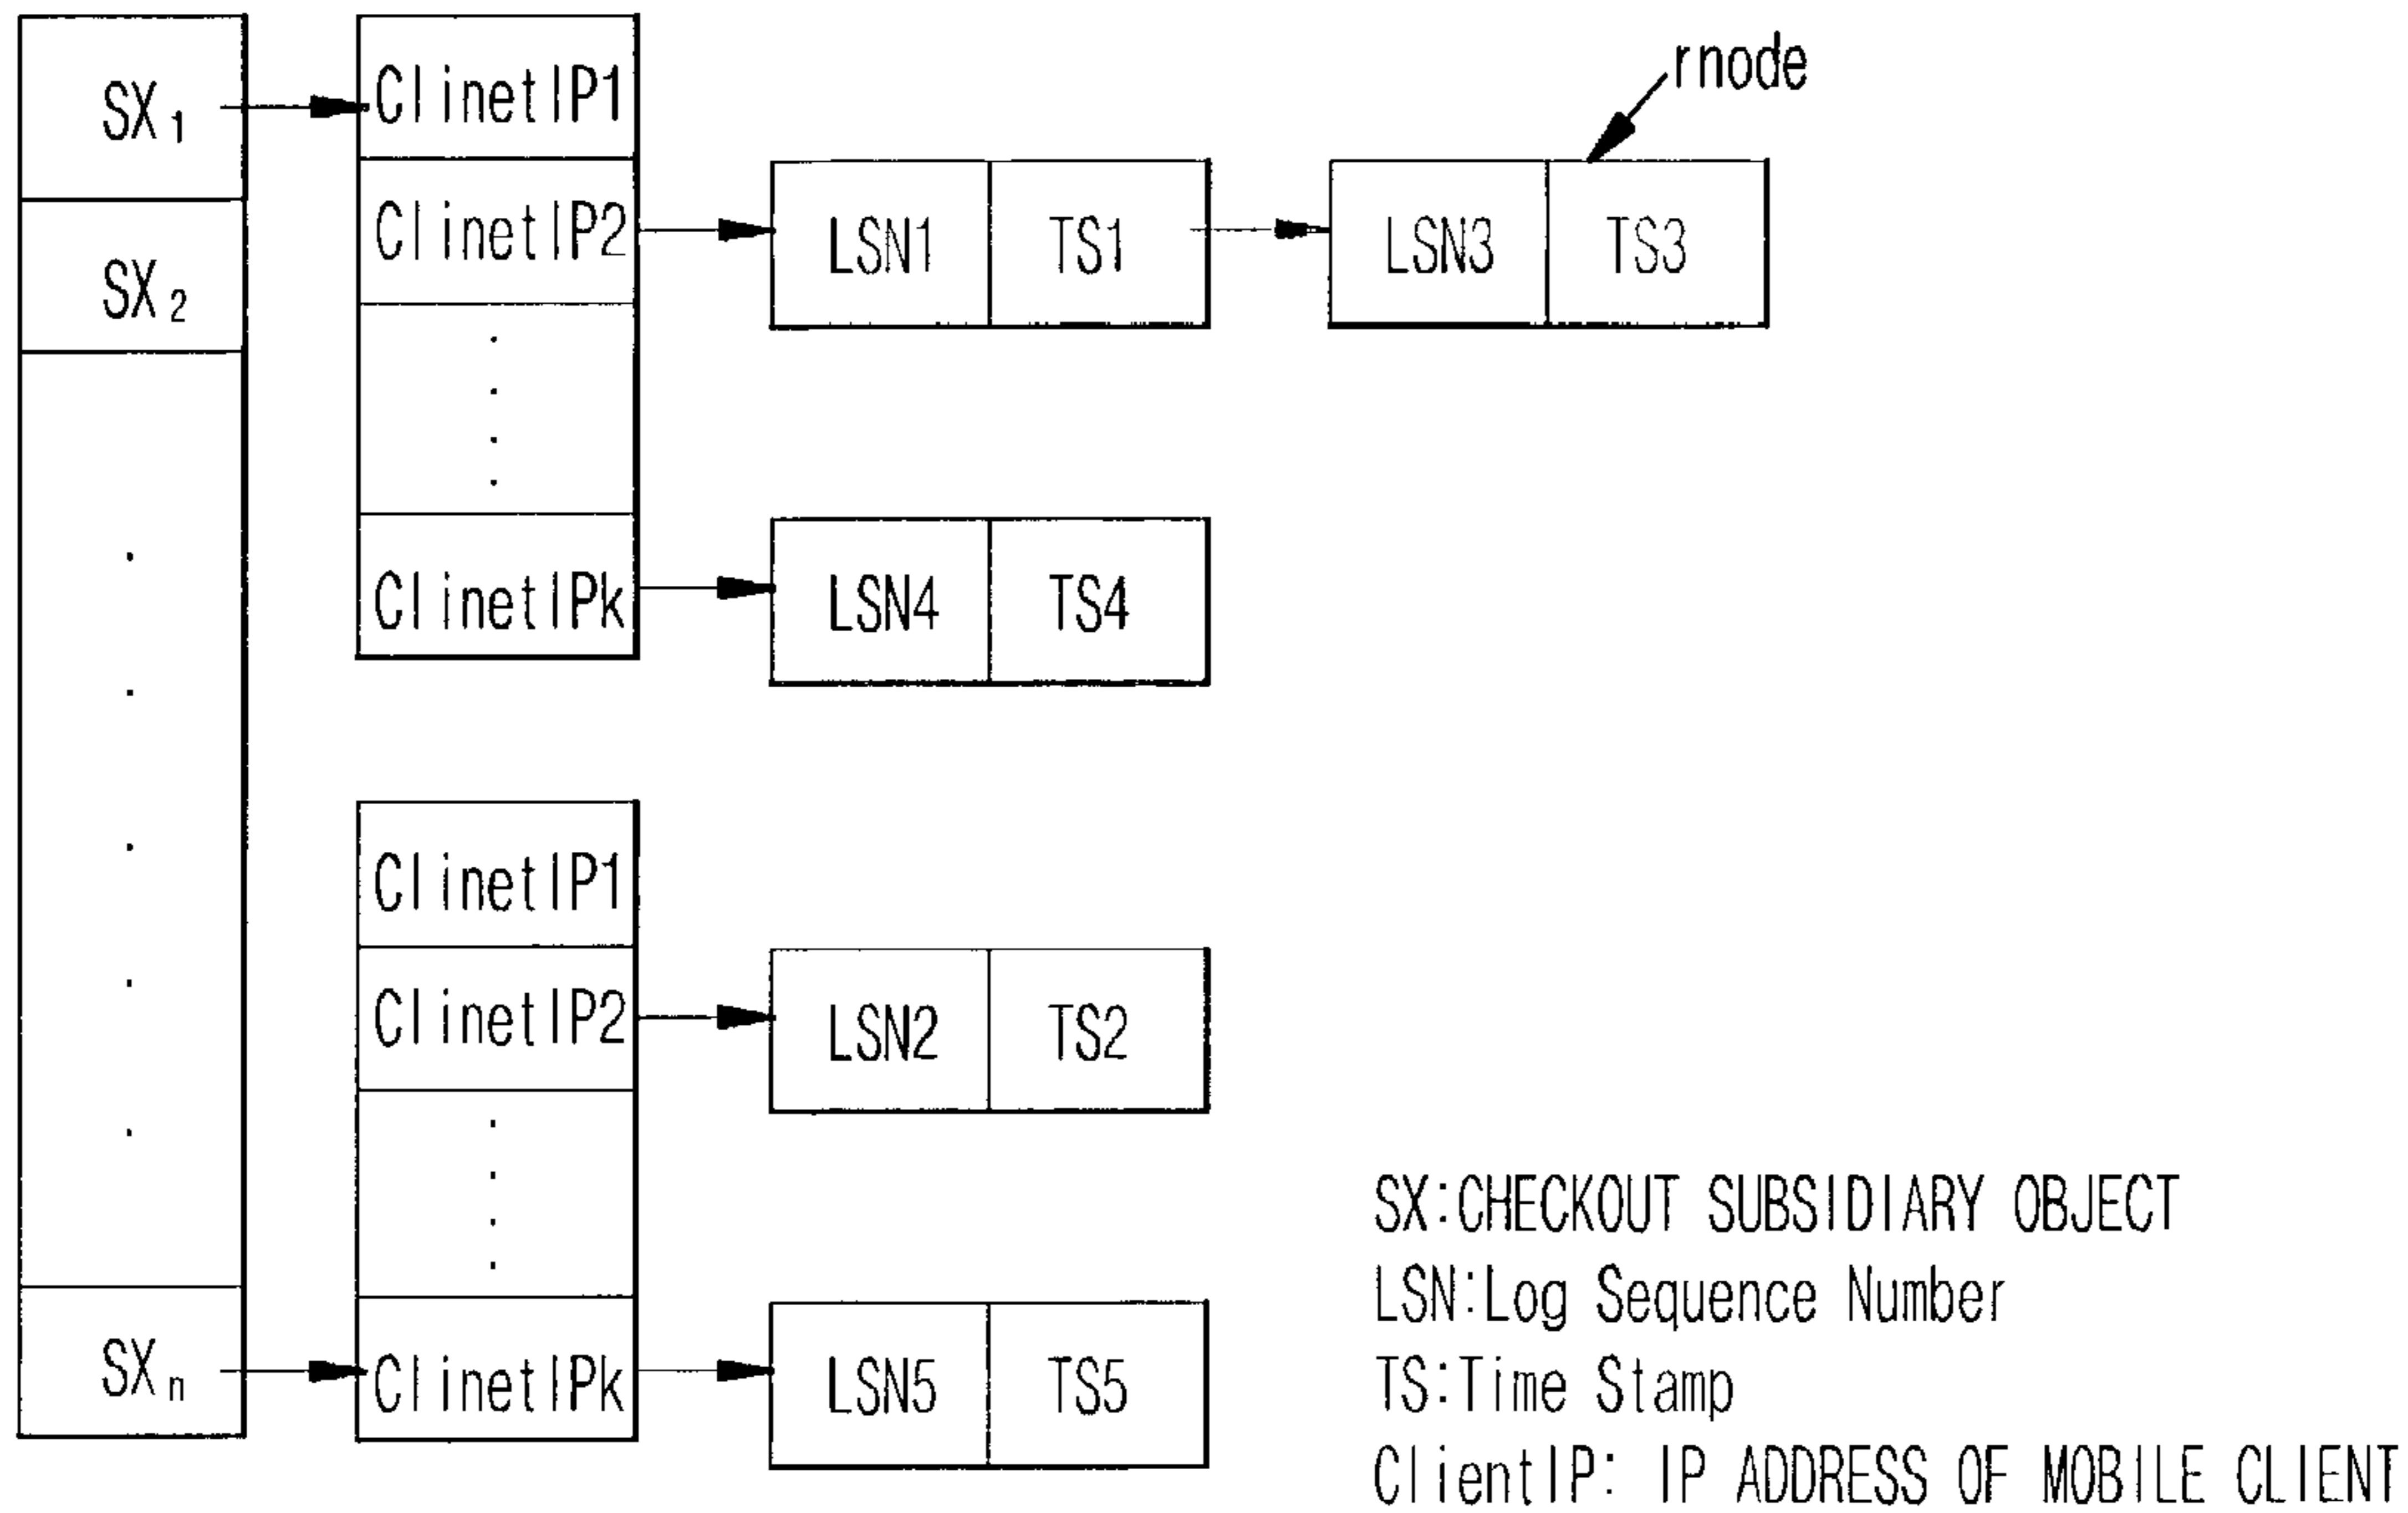 SX1
SX2
SXn
ClinetIP1
ClinetIP2
ClinetIPk
LSN1 TS1
LSN3 TS3
rnode
LSN4 TS4
ClinetIP1
ClinetIP2
ClinetIPk
LSN2 TS2
LSN5 TS5
SX:CHECKOUT SUBSIDIARY OBJECT
LSN:Log Sequence Number
TS:Time Stamp
ClientIP: IP ADDRESS OF MOBILE CLIENT